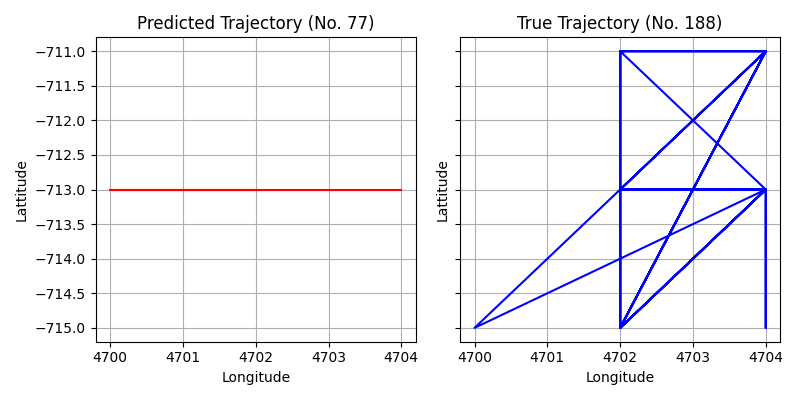 Predicted Trajectory (No. 77)
True Trajectory (No. 188)
−711.0
−711.5
−712.0
−712.5
−713.0
−713.5
−714.0
−714.5
−715.0
Lattitude
Lattitude
4700 4701 4702 4703 4704
4700 4701 4702 4703 4704
Longitude
Longitude